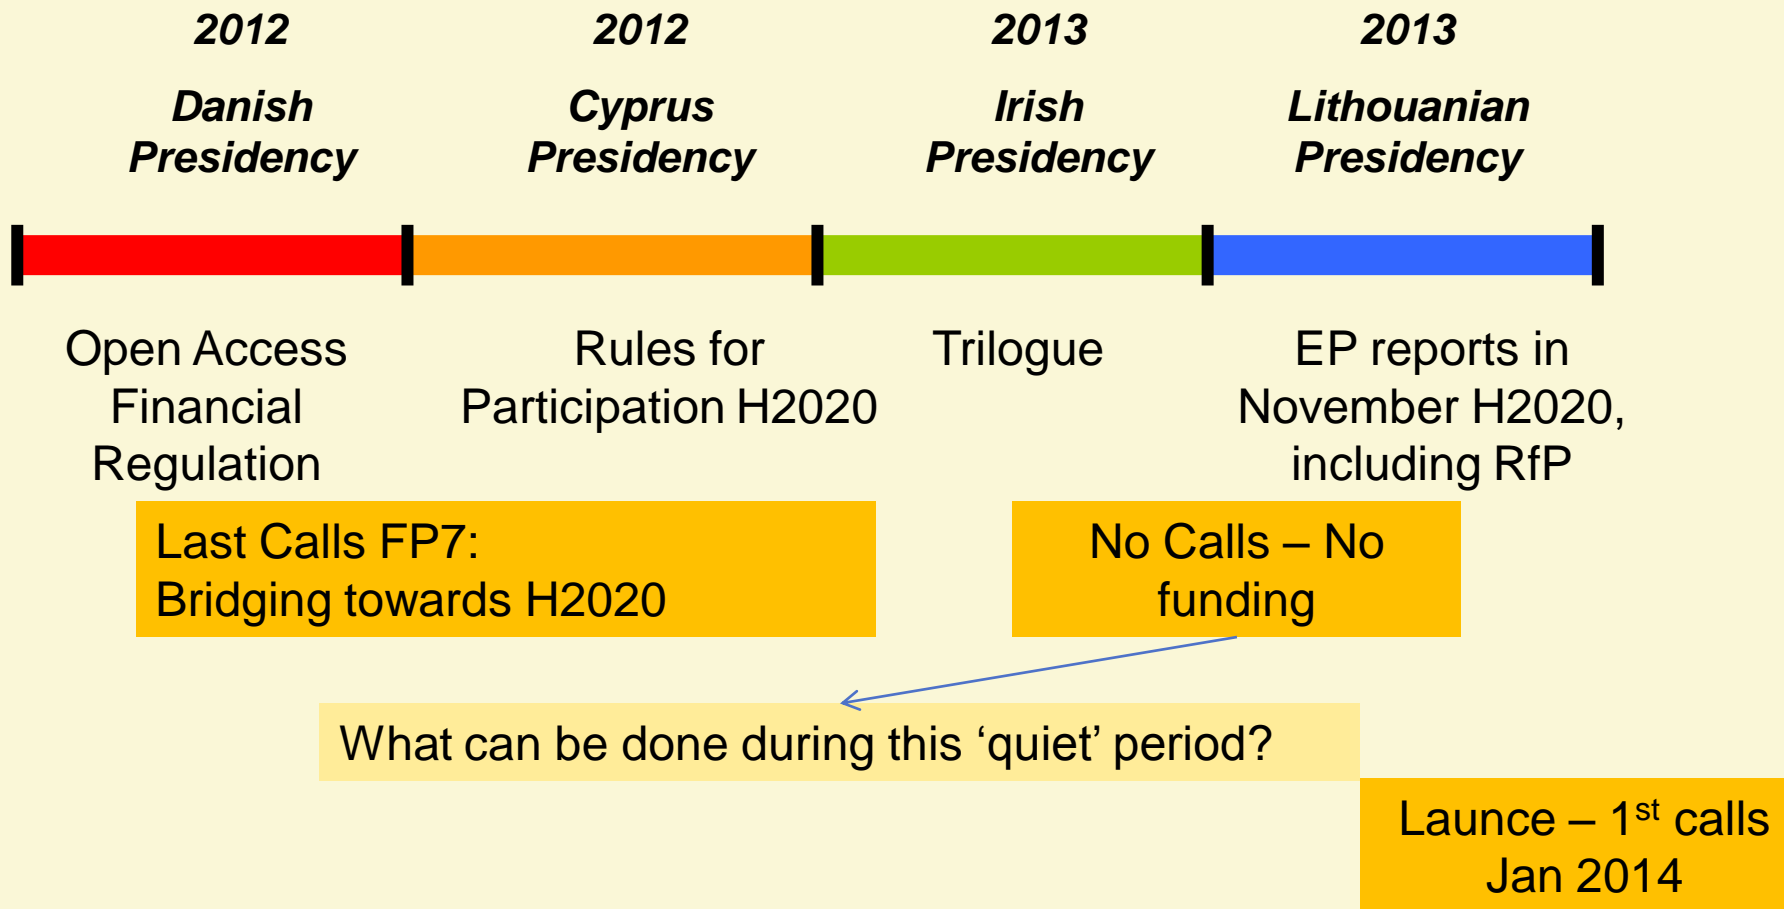 2012
2012
2013
2013
Danish
Presidency
Cyprus
Presidency
Irish
Presidency
Lithouanian
Presidency
Open Access
Financial
Regulation
Rules for
Participation H2020
Trilogue
EP reports in
November H2020,
including RfP
Last Calls FP7:
Bridging towards H2020
No Calls – No
funding
What can be done during this ‘quiet’ period?
Launce – 1st calls
Jan 2014